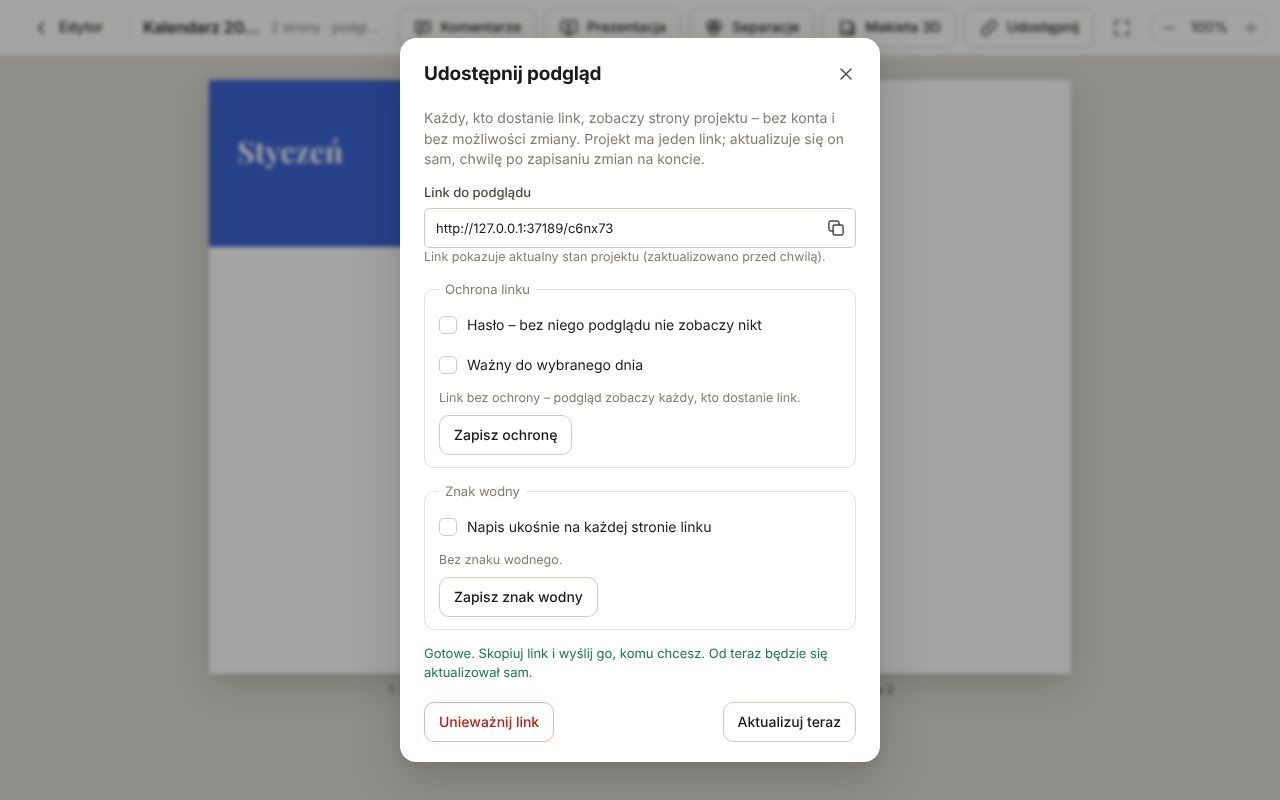 Edytor
Kalendarz 20...
2 strony · podgl...
Komentarze
Prezentacja
Separacje
Makieta 3D
Udostępnij
100%
Styczeń
Udostępnij podgląd
Każdy, kto dostanie link, zobaczy strony projektu – bez konta i
bez możliwości zmiany. Projekt ma jeden link; aktualizuje się on
sam, chwilę po zapisaniu zmian na koncie.
Link do podglądu
http://127.0.0.1:37189/c6nx73
Link pokazuje aktualny stan projektu (zaktualizowano przed chwilą).
Ochrona linku
Hasło – bez niego podglądu nie zobaczy nikt
Ważny do wybranego dnia
Link bez ochrony – podgląd zobaczy każdy, kto dostanie link.
Zapisz ochronę
Znak wodny
Napis ukośnie na każdej stronie linku
Bez znaku wodnego.
Zapisz znak wodny
Gotowe. Skopiuj link i wyślij go, komu chcesz. Od teraz będzie się
aktualizował sam.
Unieważnij link
Aktualizuj teraz